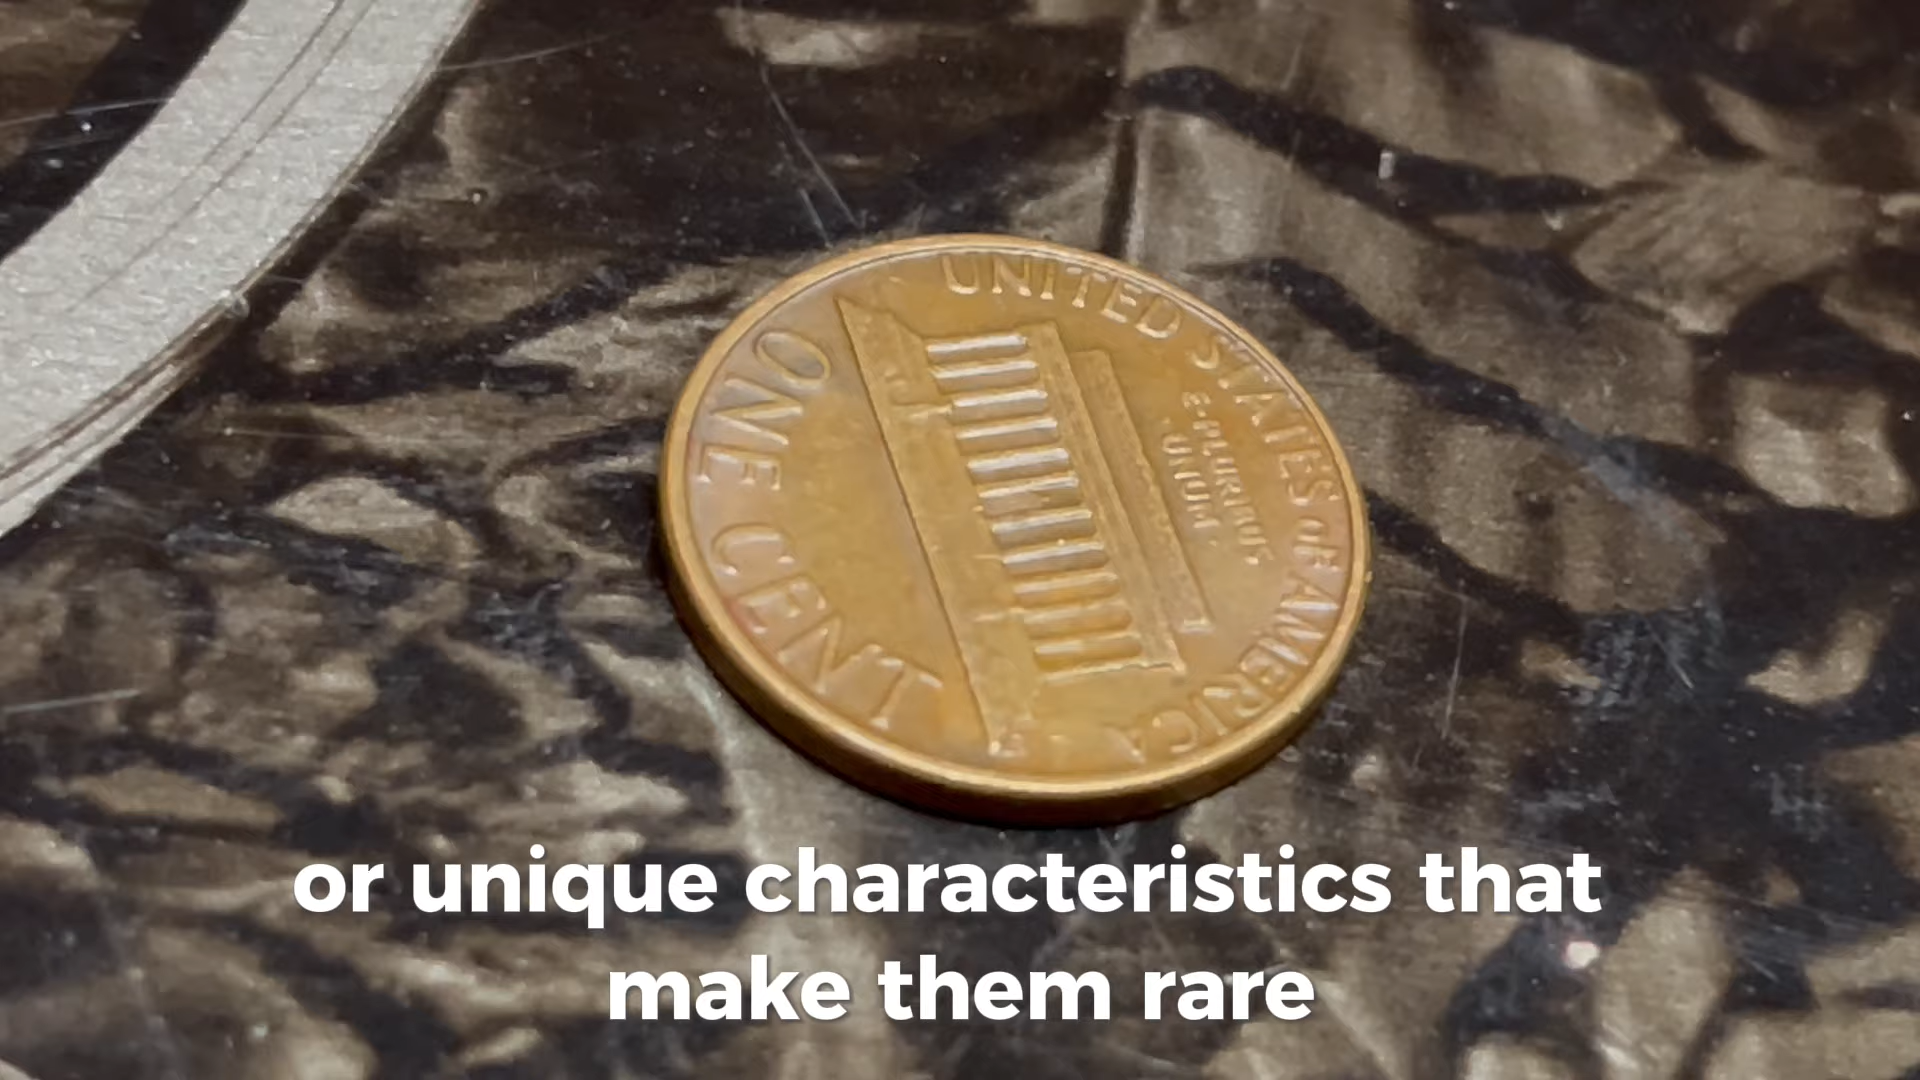 UNITED STATES OF AMERICA
E·PLURIBUS
·UNUM·
ONE CENT
or unique characteristics that
make them rare